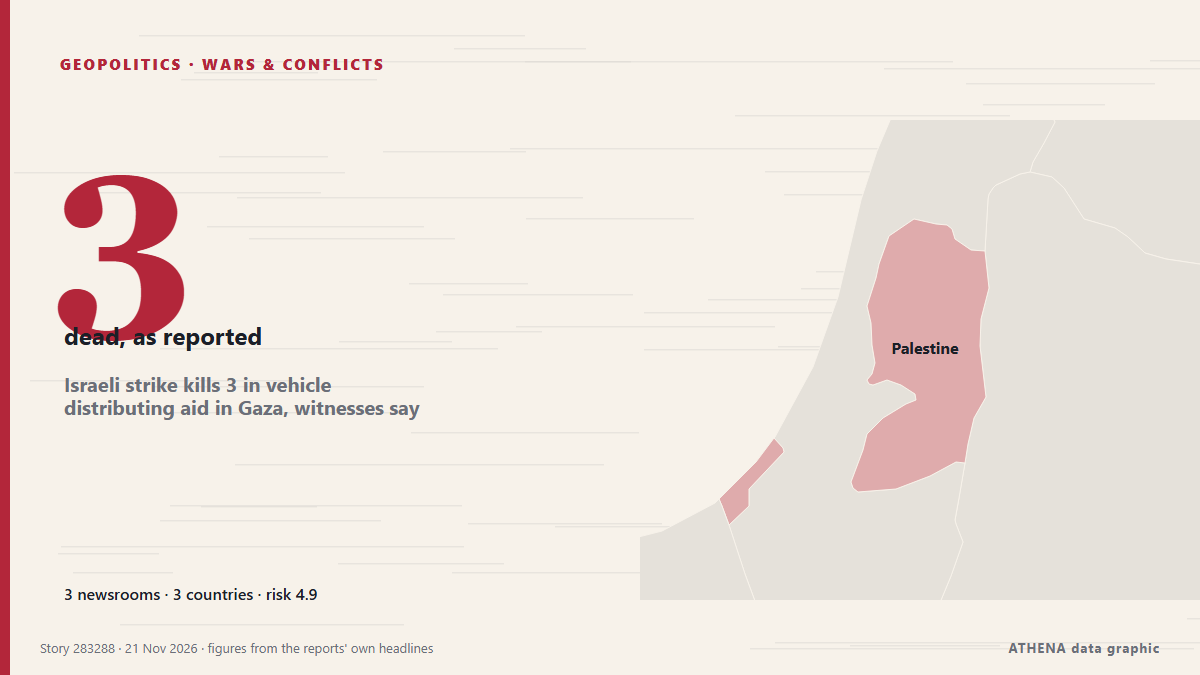 GEOPOLITICS · WARS & CONFLICTS
3
dead, as reported
Israeli strike kills 3 in vehicle
distributing aid in Gaza, witnesses say
Palestine
3 newsrooms · 3 countries · risk 4.9
Story 283288 · 21 Nov 2026 · figures from the reports' own headlines
ATHENA data graphic